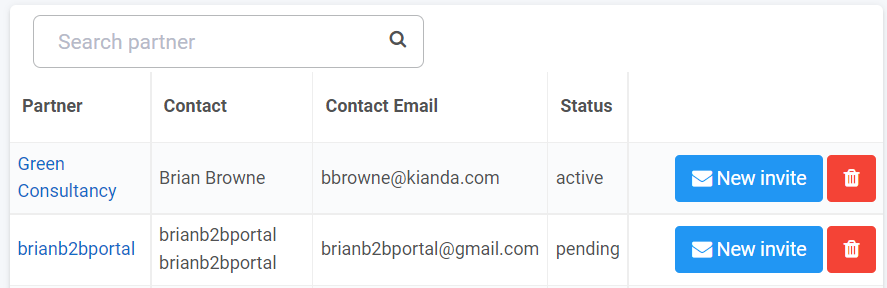 Search partner
Partner Contact Contact Email Status
Green Consultancy Brian Browne bbrowne@kianda.com active New invite
brianb2bportal brianb2bportal brianb2bportal brianb2bportal@gmail.com pending New invite